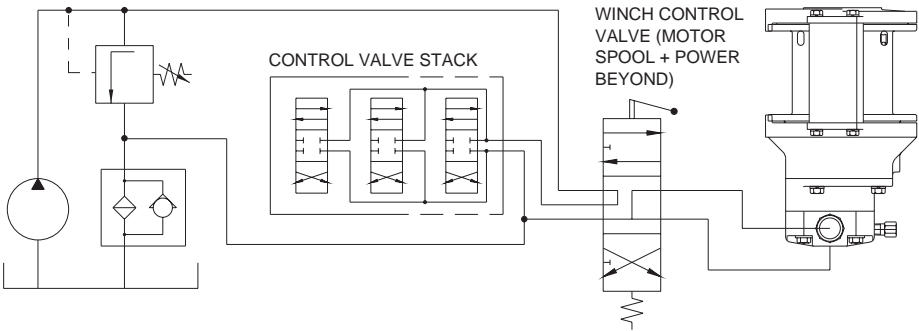 WINCH CONTROL
VALVE (MOTOR
SPOOL + POWER
BEYOND)
CONTROL VALVE STACK